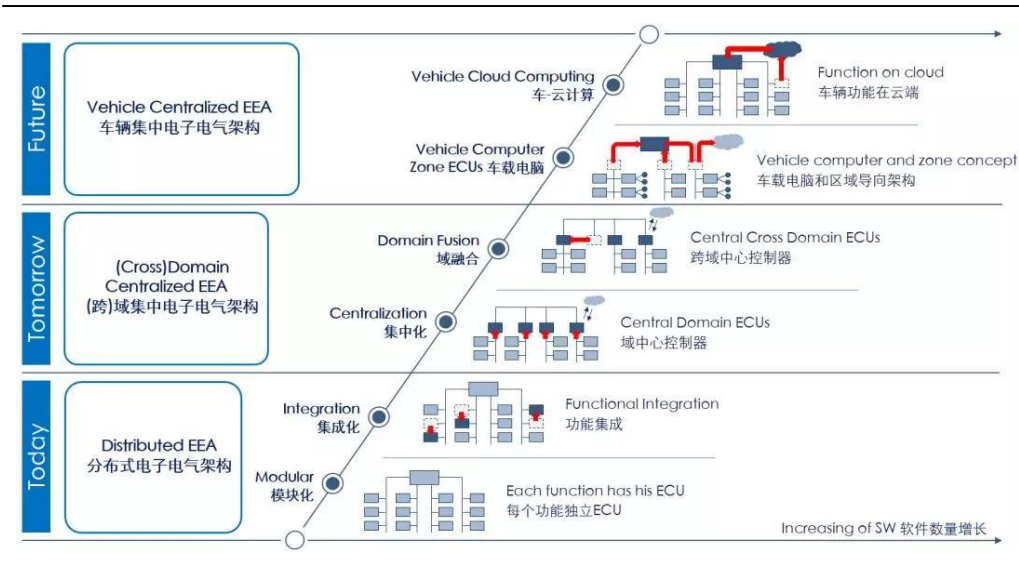 Future
Vehicle Centralized EEA
车辆集中电子电气架构
Vehicle Cloud Computing
车-云计算
Function on cloud
车辆功能在云端
Vehicle Computer
Zone ECUs 车载电脑
Vehicle computer and zone concept
车载电脑和区域导向架构
Tomorrow
(Cross)Domain
Centralized EEA
(跨)域集中电子电气架构
Domain Fusion
域融合
Central Cross Domain ECUs
跨域中心控制器
Centralization
集中化
Central Domain ECUs
域中心控制器
Today
Distributed EEA
分布式电子电气架构
Integration
集成化
Functional Integration
功能集成
Modular
模块化
Each function has his ECU
每个功能独立ECU
Increasing of SW 软件数量增长